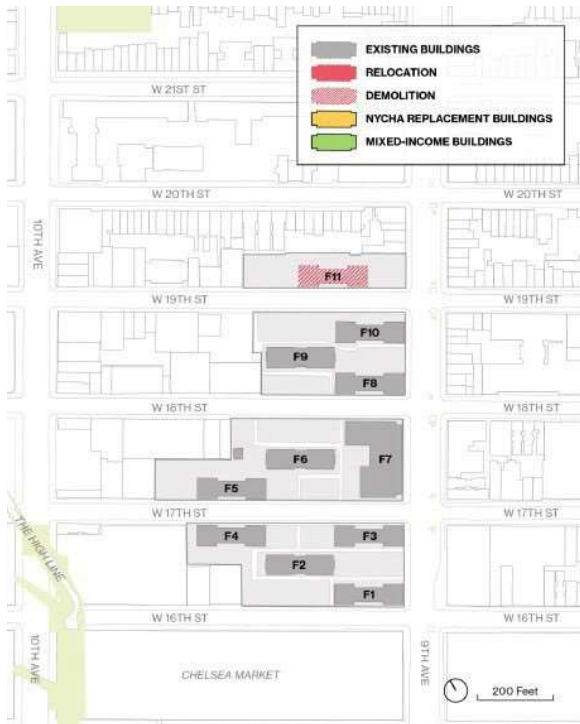 EXISTING BUILDINGS
RELOCATION
DEMOLITION
NYCHA REPLACEMENT BUILDINGS
MIXED-INCOME BUILDINGS
W 21ST ST
W 20TH ST
W 20TH ST
10TH AVE
F11
W 19TH ST
W 19TH ST
F10
F9
F8
W 18TH ST
W 18TH ST
F6
F7
F5
W 17TH ST
W 17TH ST
THE HIGH LINE
F4
F3
F2
F1
W 16TH ST
W 16TH ST
10TH AVE
9TH AVE
CHELSEA MARKET
200 Feet